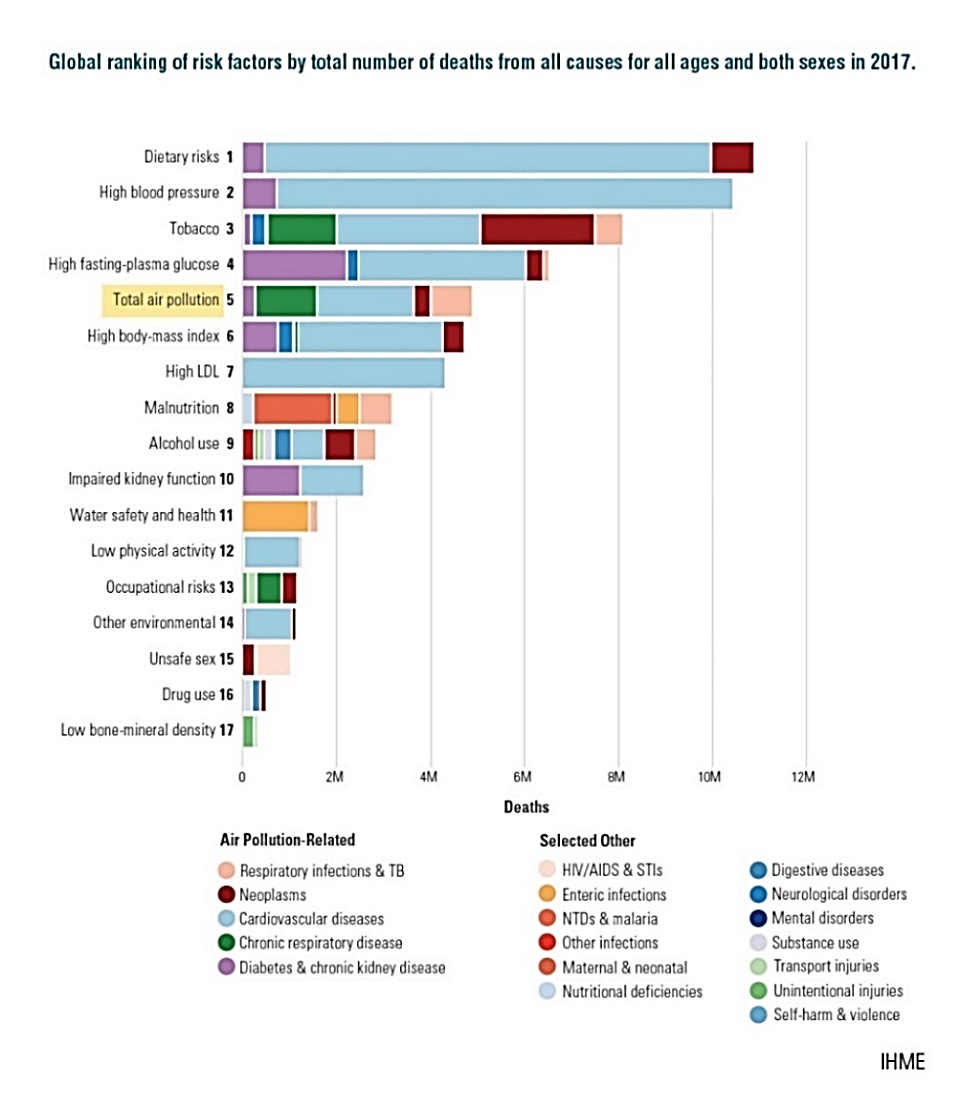 Global ranking of risk factors by total number of deaths from all causes for all ages and both sexes in 2017.
Dietary risks 1
High blood pressure 2
Tobacco 3
High fasting-plasma glucose 4
Total air pollution 5
High body-mass index 6
High LDL 7
Malnutrition 8
Alcohol use 9
Impaired kidney function 10
Water safety and health 11
Low physical activity 12
Occupational risks 13
Other environmental 14
Unsafe sex 15
Drug use 16
Low bone-mineral density 17
0 2M 4M 6M 8M 10M 12M
Deaths
Air Pollution-Related
Respiratory infections & TB
Neoplasms
Cardiovascular diseases
Chronic respiratory disease
Diabetes & chronic kidney disease
Selected Other
HIV/AIDS & STIs
Enteric infections
NTDs & malaria
Other infections
Maternal & neonatal
Nutritional deficiencies
Digestive diseases
Neurological disorders
Mental disorders
Substance use
Transport injuries
Unintentional injuries
Self-harm & violence
IHME